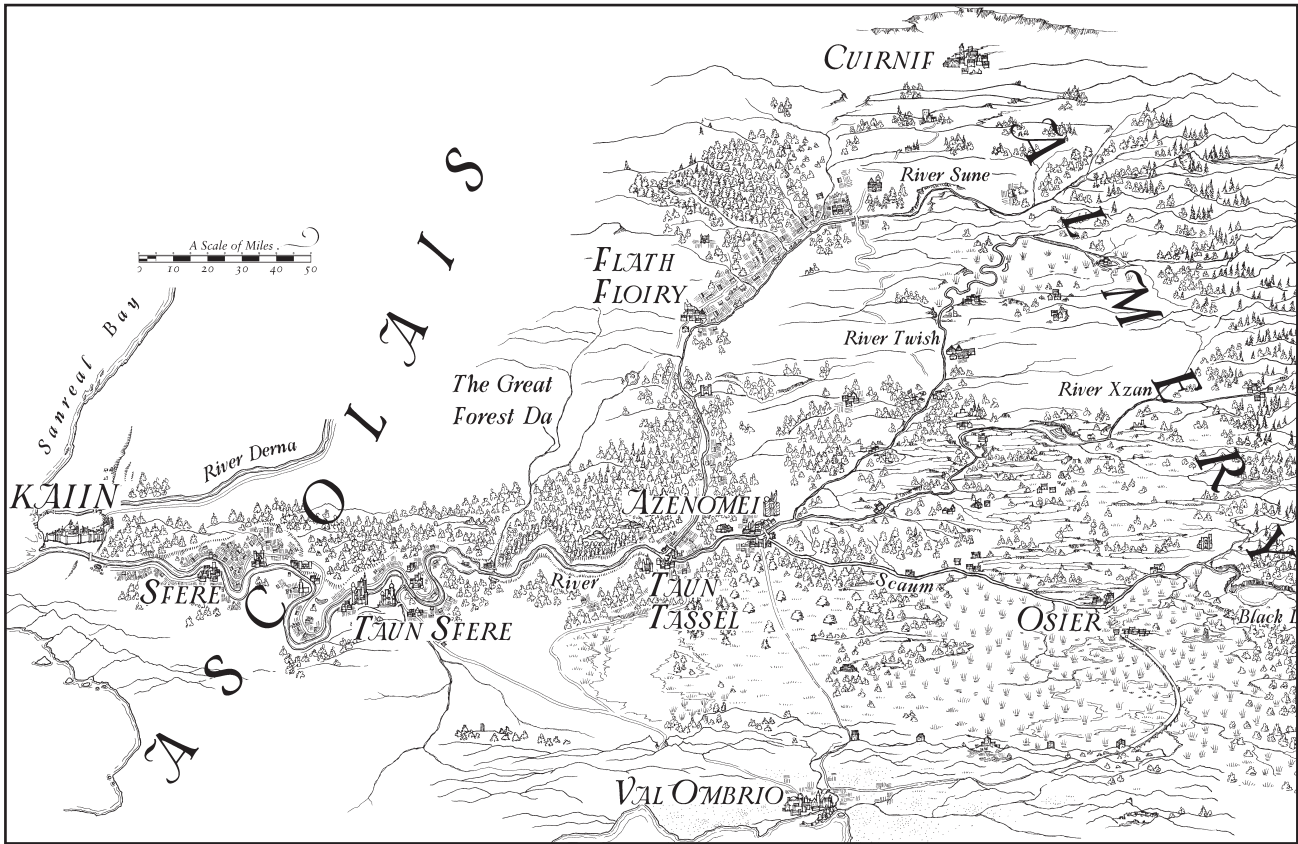 CUIRNIF
River Sune
A Scale of Miles.
0 10 20 30 40 50
FLATH
FLOIRY
Sanreal Bay
River Twish
The Great
Forest Da
River Xzan
River Derna
KAIIN
AZENOMEI
SFERE
River
Scaum
TAUN
TASSEL
TAUN SFERE
OSIER
Black
VAL OMBRIO
ASCOLAIS
ALMERY